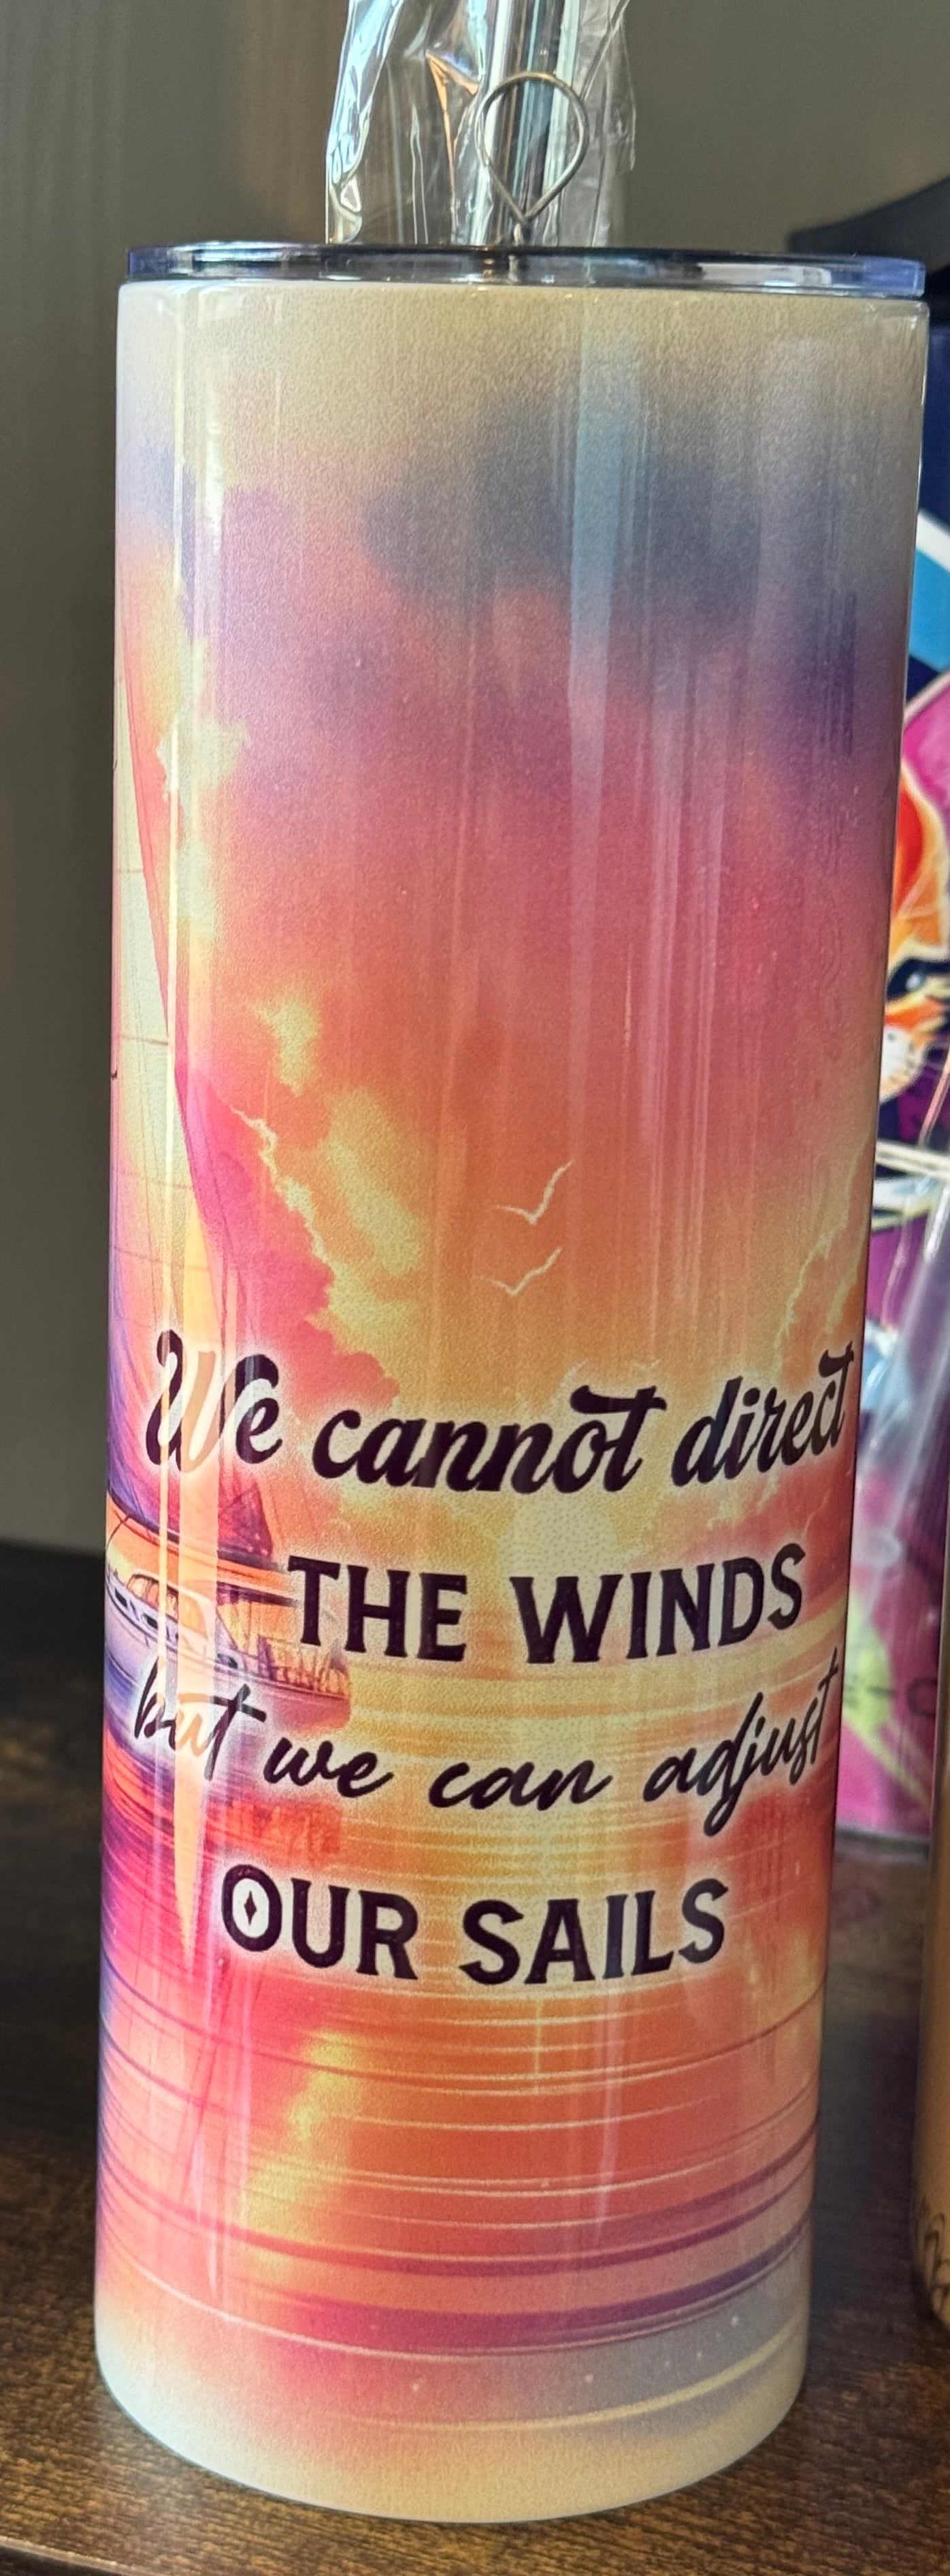 We cannot direct
THE WINDS
but we can adjust
OUR SAILS